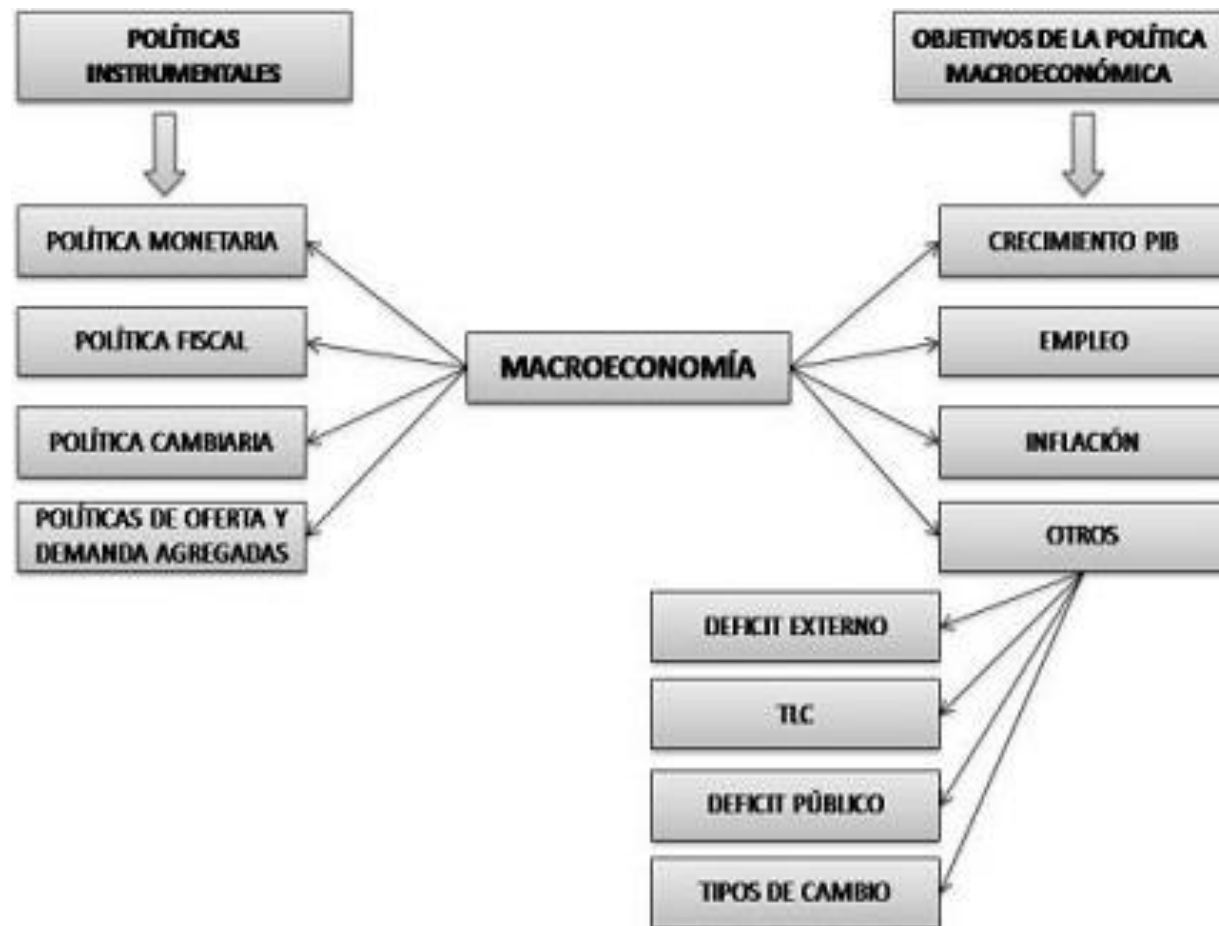 POLÍTICAS
INSTRUMENTALES
POLÍTICA MONETARIA
POLÍTICA FISCAL
POLÍTICA CAMBIARIA
POLÍTICAS DE OFERTA Y
DEMANDA AGREGADAS
MACROECONOMÍA
OBJETIVOS DE LA POLÍTICA
MACROECONÓMICA
CRECIMIENTO PIB
EMPLEO
INFLACIÓN
OTROS
DEFICIT EXTERNO
TLC
DEFICIT PÚBLICO
TIPOS DE CAMBIO